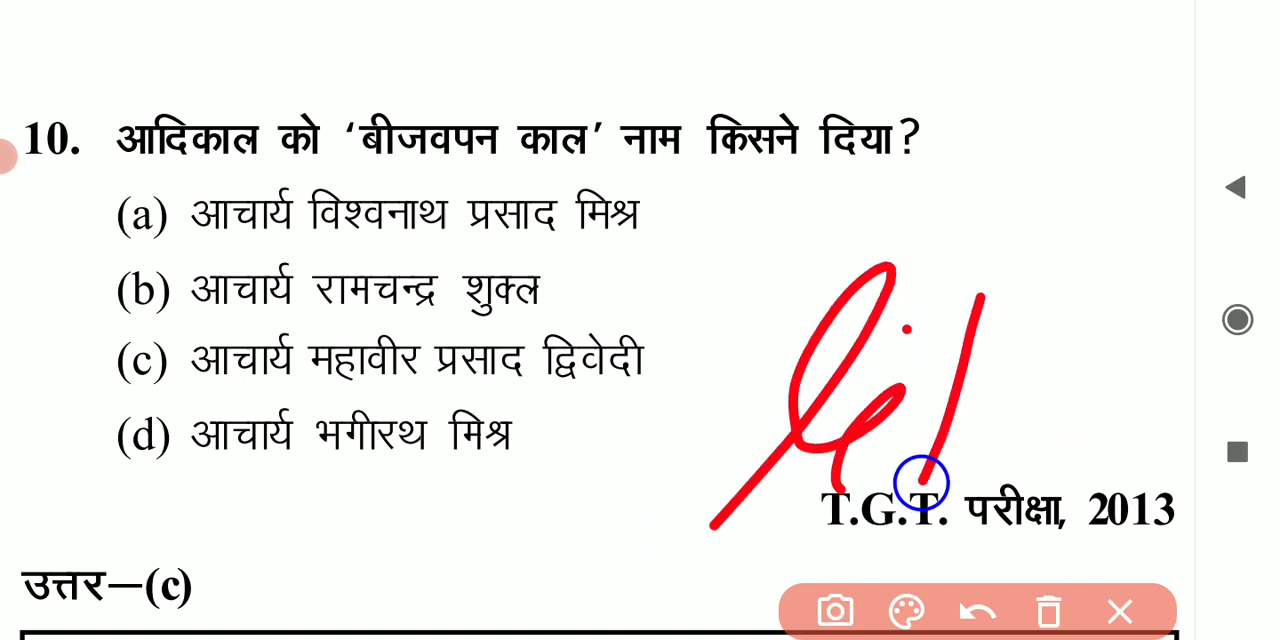 10. आदिकाल को ‘बीजवपन काल’ नाम किसने दिया?
(a) आचार्य विश्वनाथ प्रसाद मिश्र
(b) आचार्य रामचन्द्र शुक्ल
(c) आचार्य महावीर प्रसाद द्विवेदी
(d) आचार्य भगीरथ मिश्र
T.G.T. परीक्षा, 2013
उत्तर—(c)